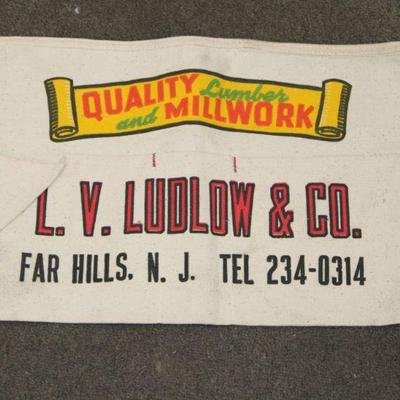 QUALITY Lumber
and MILLWORK
L. V. LUDLOW & CO.
FAR HILLS, N. J. TEL 234-0314